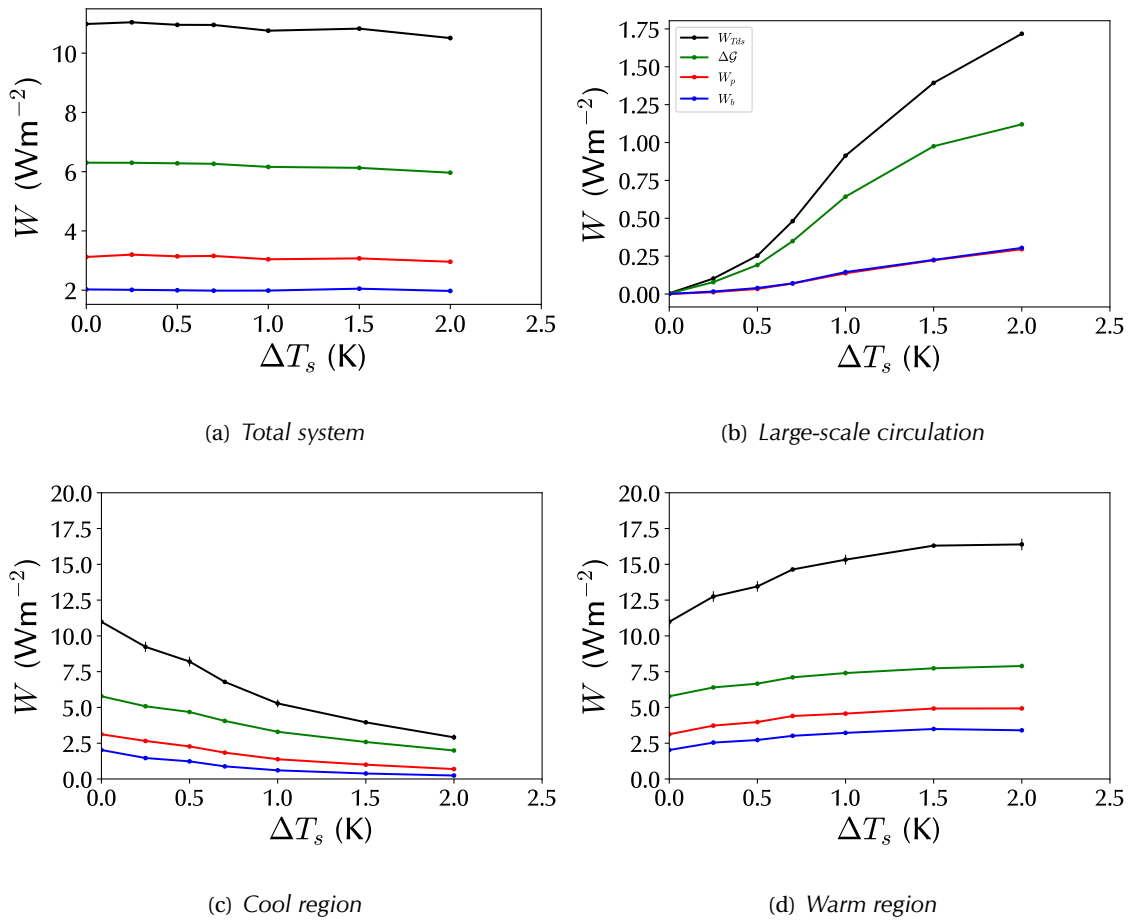 10
8
6
4
2
W (Wm⁻²)
0.0 0.5 1.0 1.5 2.0 2.5
ΔTₛ (K)
(a) Total system
1.75
1.50
1.25
1.00
0.75
0.50
0.25
0.00
W (Wm⁻²)
W_{Tds}
Δ𝒢
W_p
W_b
0.0 0.5 1.0 1.5 2.0 2.5
ΔTₛ (K)
(b) Large-scale circulation
20.0
17.5
15.0
12.5
10.0
7.5
5.0
2.5
0.0
W (Wm⁻²)
0.0 0.5 1.0 1.5 2.0 2.5
ΔTₛ (K)
(c) Cool region
20.0
17.5
15.0
12.5
10.0
7.5
5.0
2.5
0.0
W (Wm⁻²)
0.0 0.5 1.0 1.5 2.0 2.5
ΔTₛ (K)
(d) Warm region